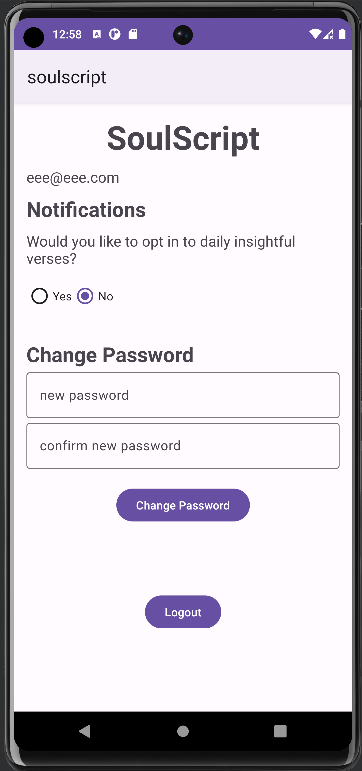 12:58
soulscript
SoulScript
eee@eee.com
Notifications
Would you like to opt in to daily insightful
verses?
Yes No
Change Password
new password
confirm new password
Change Password
Logout